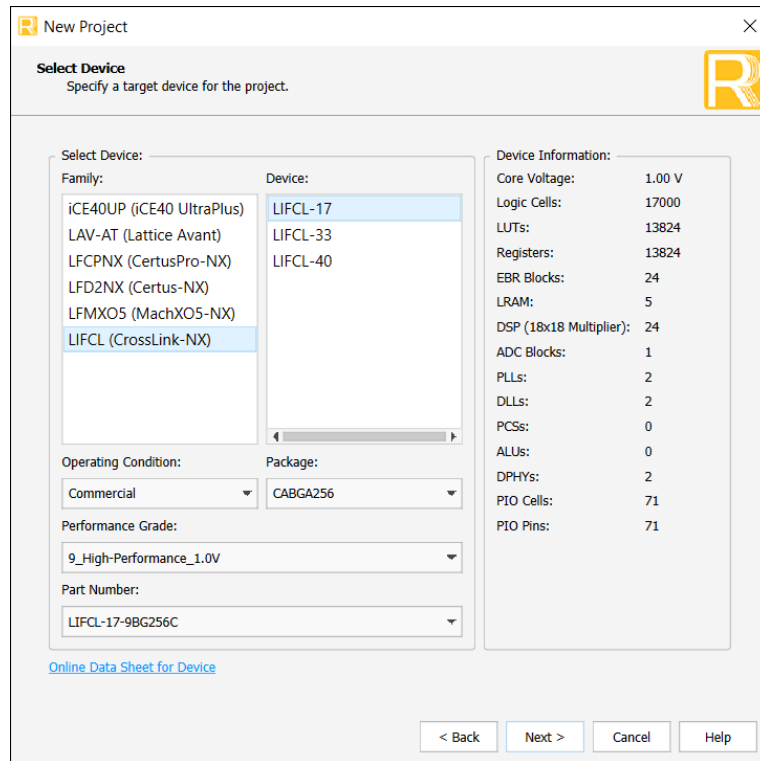 New Project
Select Device
Specify a target device for the project.
Select Device:
Family:
iCE40UP (iCE40 UltraPlus)
LAV-AT (Lattice Avant)
LFCPNX (CertusPro-NX)
LFD2NX (Certus-NX)
LFMXO5 (MachXO5-NX)
LIFCL (CrossLink-NX)
Device:
LIFCL-17
LIFCL-33
LIFCL-40
Operating Condition:
Commercial
Package:
CABGA256
Performance Grade:
9_High-Performance_1.0V
Part Number:
LIFCL-17-9BG256C
Device Information:
Core Voltage: 1.00 V
Logic Cells: 17000
LUTs: 13824
Registers: 13824
EBR Blocks: 24
LRAM: 5
DSP (18x18 Multiplier): 24
ADC Blocks: 1
PLLs: 2
DLLs: 2
PCSs: 0
ALUs: 0
DPHYs: 2
PIO Cells: 71
PIO Pins: 71
Online Data Sheet for Device
< Back
Next >
Cancel
Help